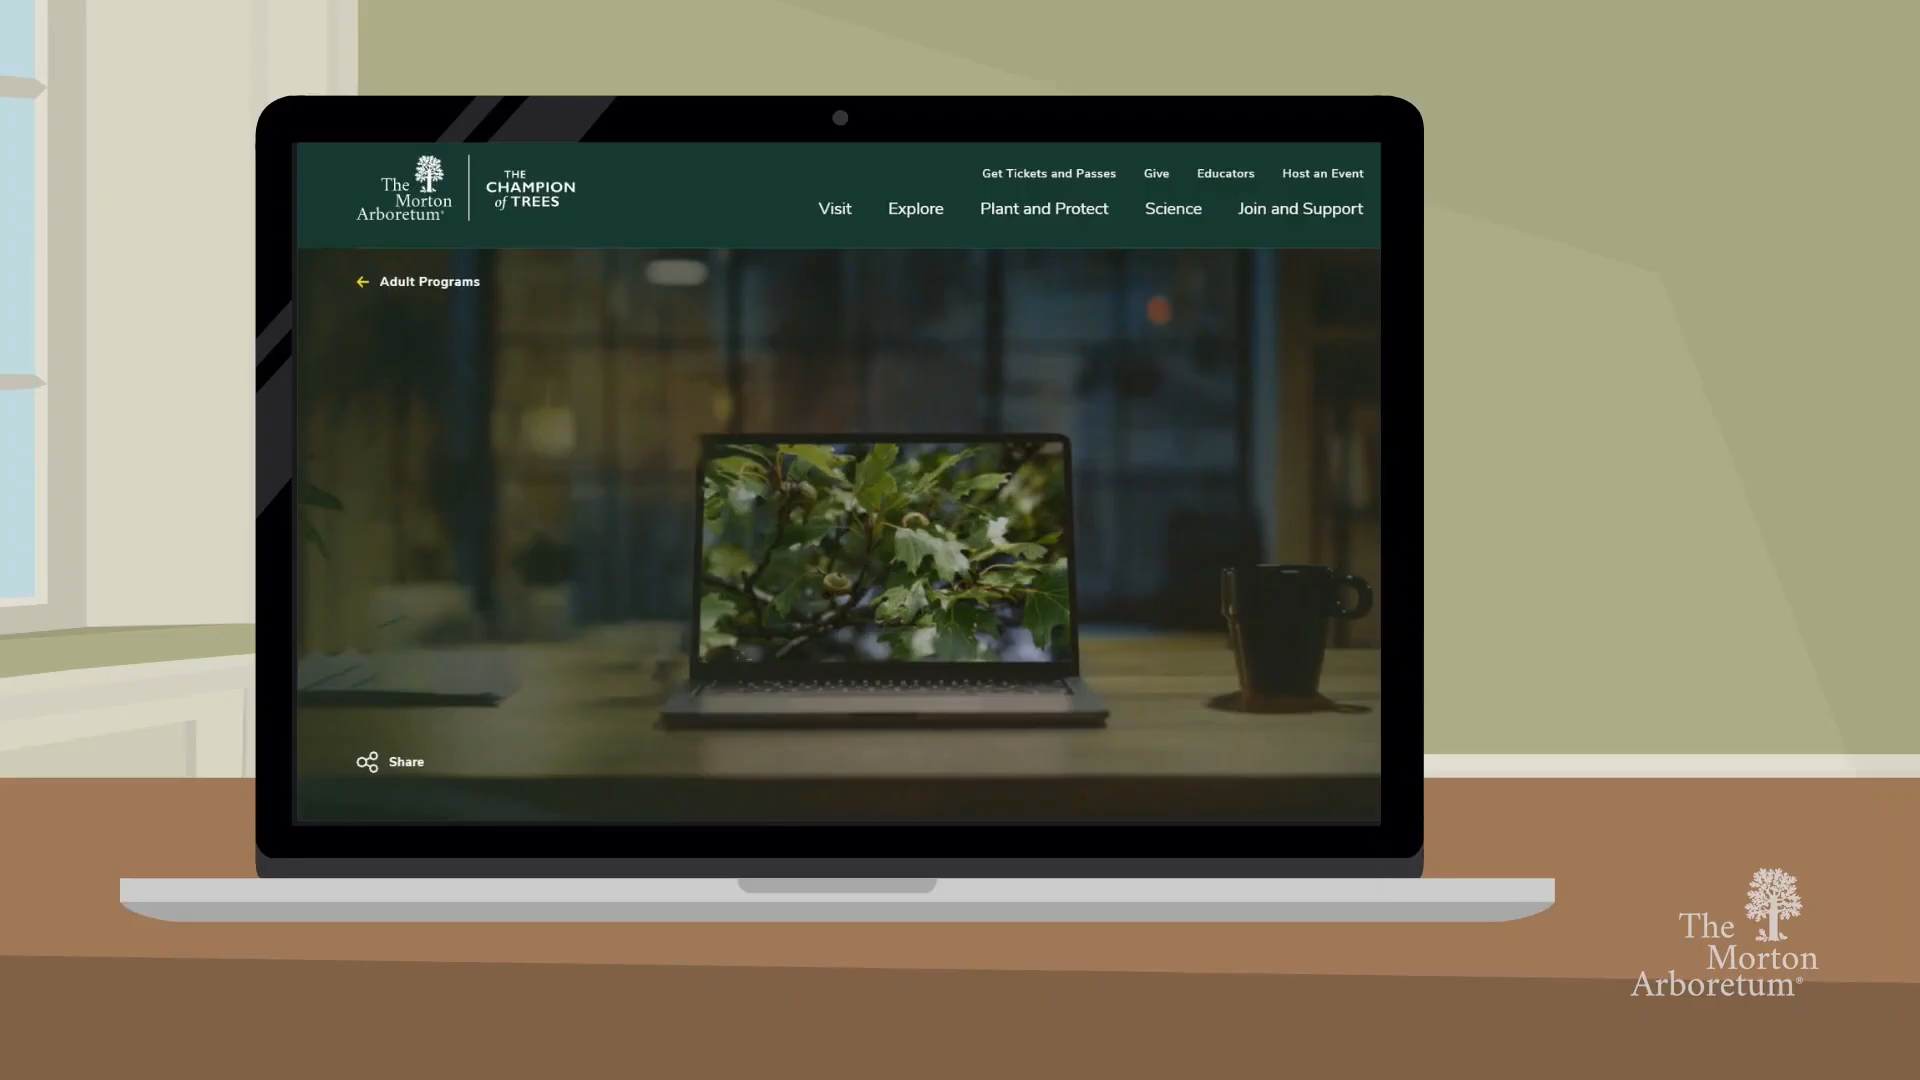 The
Morton
Arboretum®
THE
CHAMPION
of TREES
Get Tickets and Passes
Give
Educators
Host an Event
Visit
Explore
Plant and Protect
Science
Join and Support
Adult Programs
Share
The
Morton
Arboretum®